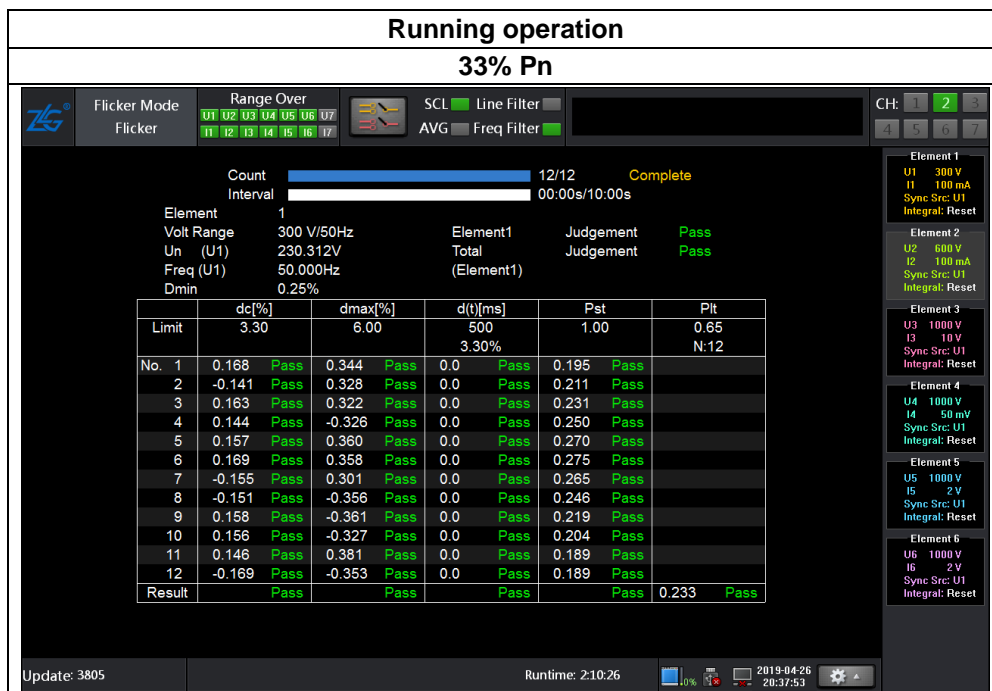 Running operation
33% Pn
ZLG® Flicker Mode Flicker
Range Over
U1 U2 U3 U4 U5 U6 U7
I1 I2 I3 I4 I5 I6 I7
SCL Line Filter
AVG Freq Filter
CH: 1 2 3
4 5 6 7
Count 12/12 Complete
Interval 00:00s/10:00s
Element 1
Volt Range 300 V/50Hz Element1 Judgement Pass
Un (U1) 230.312V Total Judgement Pass
Freq (U1) 50.000Hz (Element1)
Dmin 0.25%
dc[%] dmax[%] d(t)[ms] Pst Plt
Limit 3.30 6.00 500 1.00 0.65
3.30% N:12
No. 1 0.168 Pass 0.344 Pass 0.0 Pass 0.195 Pass
2 -0.141 Pass 0.328 Pass 0.0 Pass 0.211 Pass
3 0.163 Pass 0.322 Pass 0.0 Pass 0.231 Pass
4 0.144 Pass -0.326 Pass 0.0 Pass 0.250 Pass
5 0.157 Pass 0.360 Pass 0.0 Pass 0.270 Pass
6 0.169 Pass 0.358 Pass 0.0 Pass 0.275 Pass
7 -0.155 Pass 0.301 Pass 0.0 Pass 0.265 Pass
8 -0.151 Pass -0.356 Pass 0.0 Pass 0.246 Pass
9 0.158 Pass -0.361 Pass 0.0 Pass 0.219 Pass
10 0.156 Pass -0.327 Pass 0.0 Pass 0.204 Pass
11 0.146 Pass 0.381 Pass 0.0 Pass 0.189 Pass
12 -0.169 Pass -0.353 Pass 0.0 Pass 0.189 Pass
Result Pass Pass Pass Pass 0.233 Pass
Element 1
U1 300 V
I1 100 mA
Sync Src: U1
Integral: Reset
Element 2
U2 600 V
I2 100 mA
Sync Src: U1
Integral: Reset
Element 3
U3 1000 V
I3 10 V
Sync Src: U1
Integral: Reset
Element 4
U4 1000 V
I4 50 mV
Sync Src: U1
Integral: Reset
Element 5
U5 1000 V
I5 2 V
Sync Src: U1
Integral: Reset
Element 6
U6 1000 V
I6 2 V
Sync Src: U1
Integral: Reset
Update: 3805
Runtime: 2:10:26
0%
2019-04-26
20:37:53